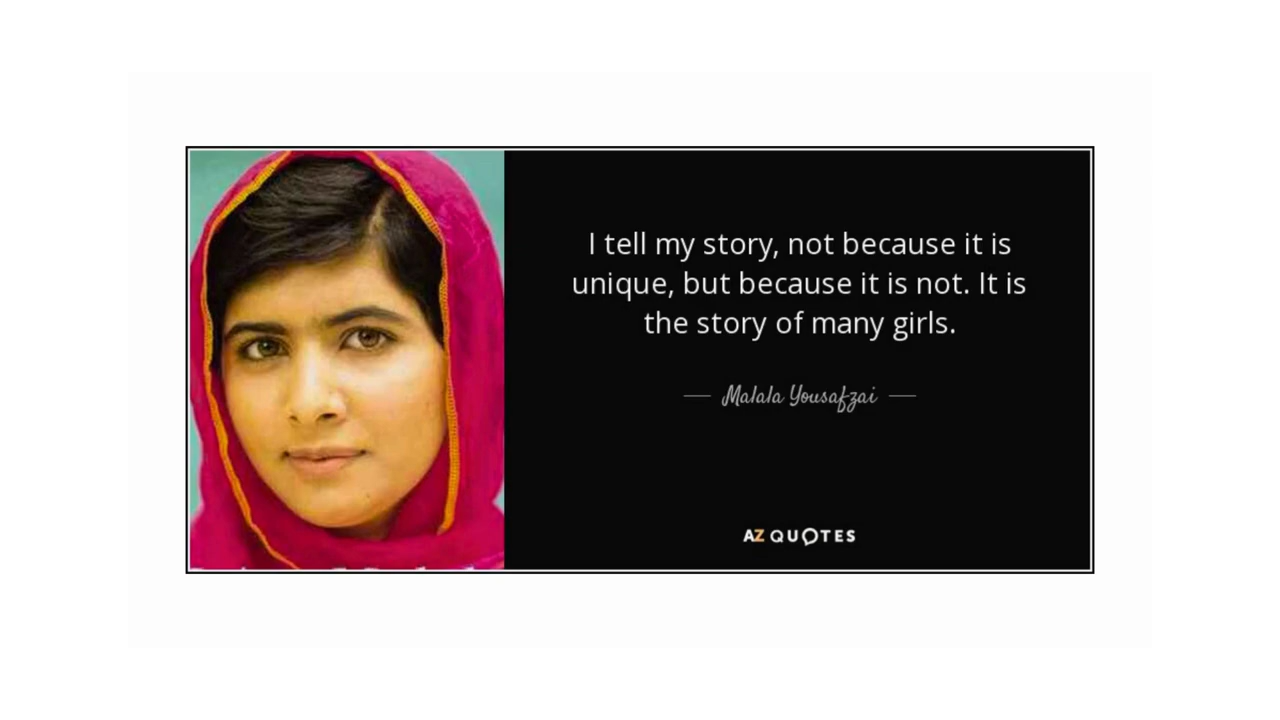 I tell my story, not because it is
unique, but because it is not. It is
the story of many girls.
Malala Yousafzai
AZ QUOTES